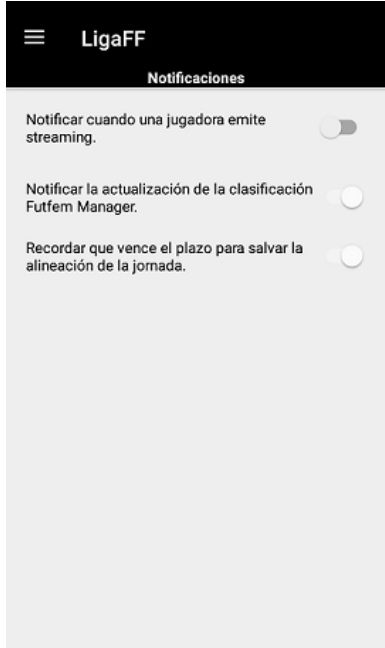 LigaFF
Notificaciones
Notificar cuando una jugadora emite
streaming.
Notificar la actualización de la clasificación
Futfem Manager.
Recordar que vence el plazo para salvar la
alineación de la jornada.